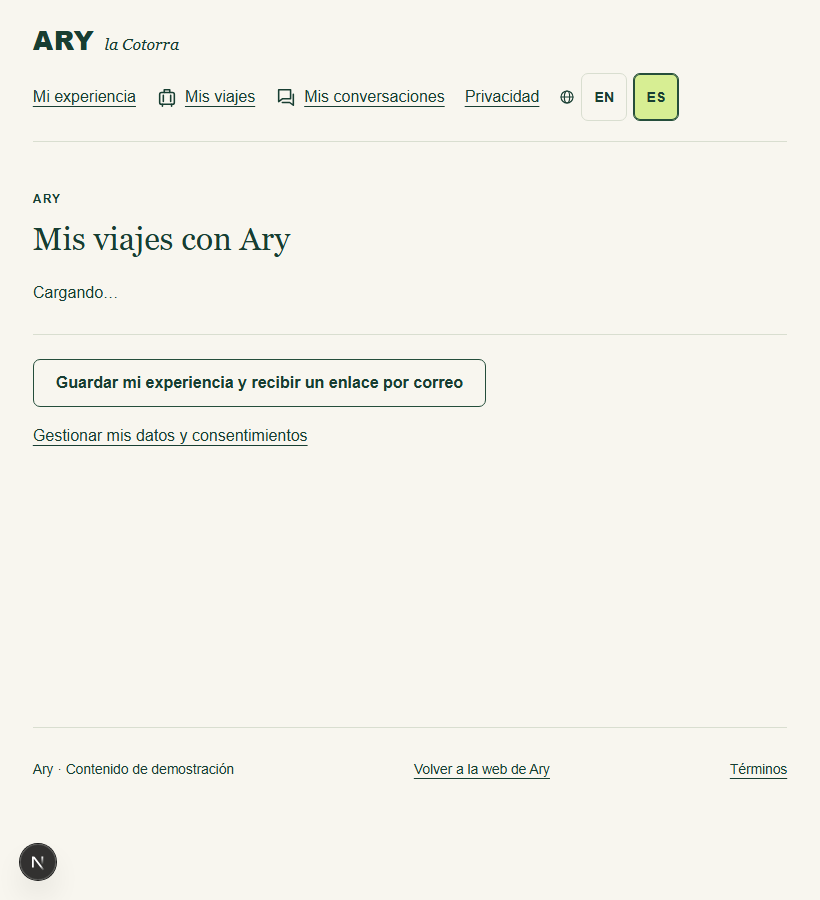 ARY la Cotorra
Mi experiencia Mis viajes Mis conversaciones Privacidad EN ES
ARY
Mis viajes con Ary
Cargando…
Guardar mi experiencia y recibir un enlace por correo
Gestionar mis datos y consentimientos
Ary · Contenido de demostración Volver a la web de Ary Términos
N